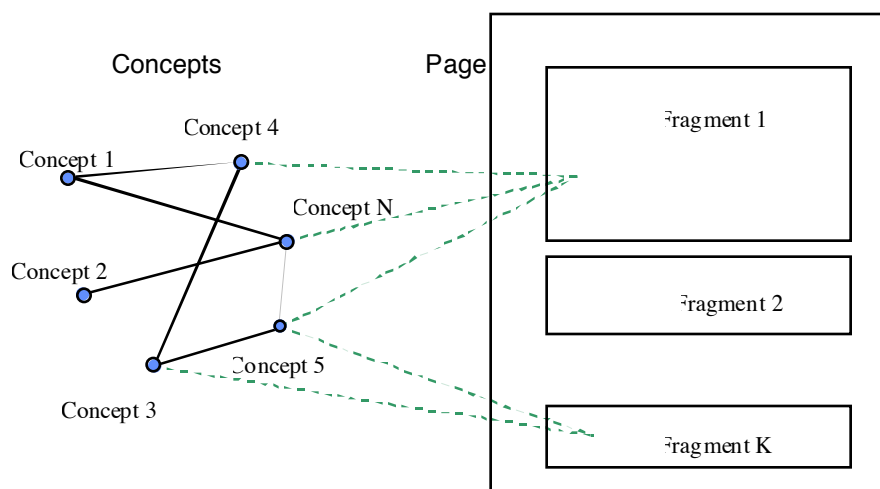 Concepts
Page
Concept 4
Fragment 1
Concept 1
Concept N
Concept 2
Fragment 2
Concept 5
Concept 3
Fragment K